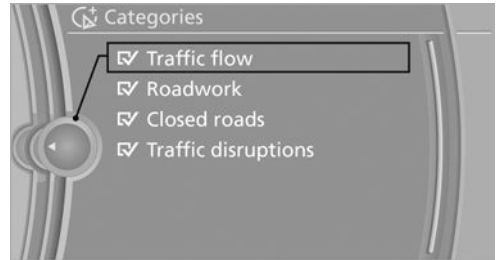 Categories
Traffic flow
Roadwork
Closed roads
Traffic disruptions